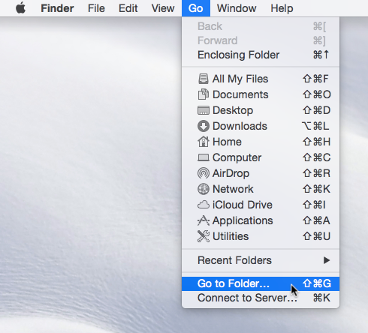 Finder File Edit View Go Window Help
Back ⌘[
Forward ⌘]
Enclosing Folder ⌘↑
All My Files ⇧⌘F
Documents ⇧⌘O
Desktop ⇧⌘D
Downloads ⌥⌘L
Home ⇧⌘H
Computer ⇧⌘C
AirDrop ⇧⌘R
Network ⇧⌘K
iCloud Drive ⇧⌘I
Applications ⇧⌘A
Utilities ⇧⌘U
Recent Folders ▶
Go to Folder... ⇧⌘G
Connect to Server... ⌘K